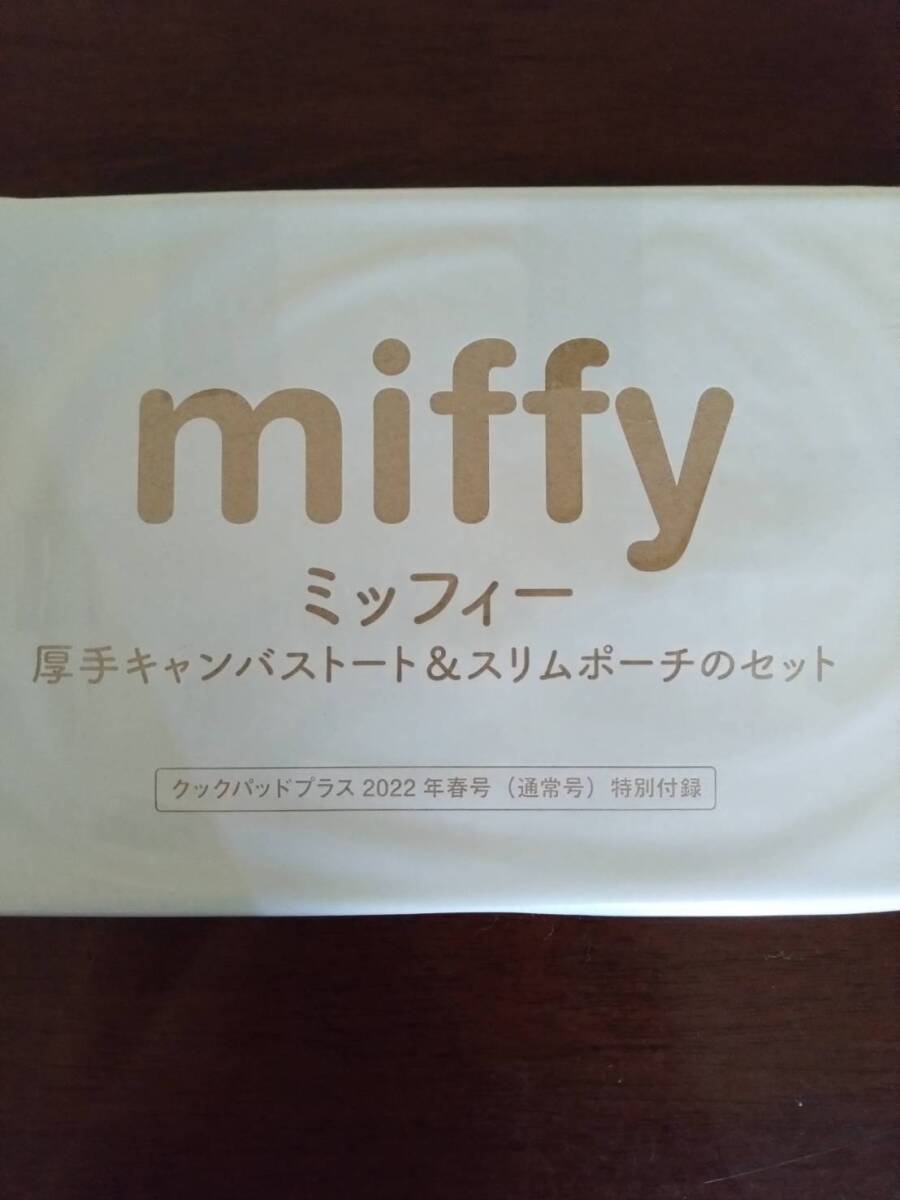 miffy
ミッフィー
厚手キャンバストート&スリムポーチのセット
クックパッドプラス 2022 年春号（通常号）特別付録